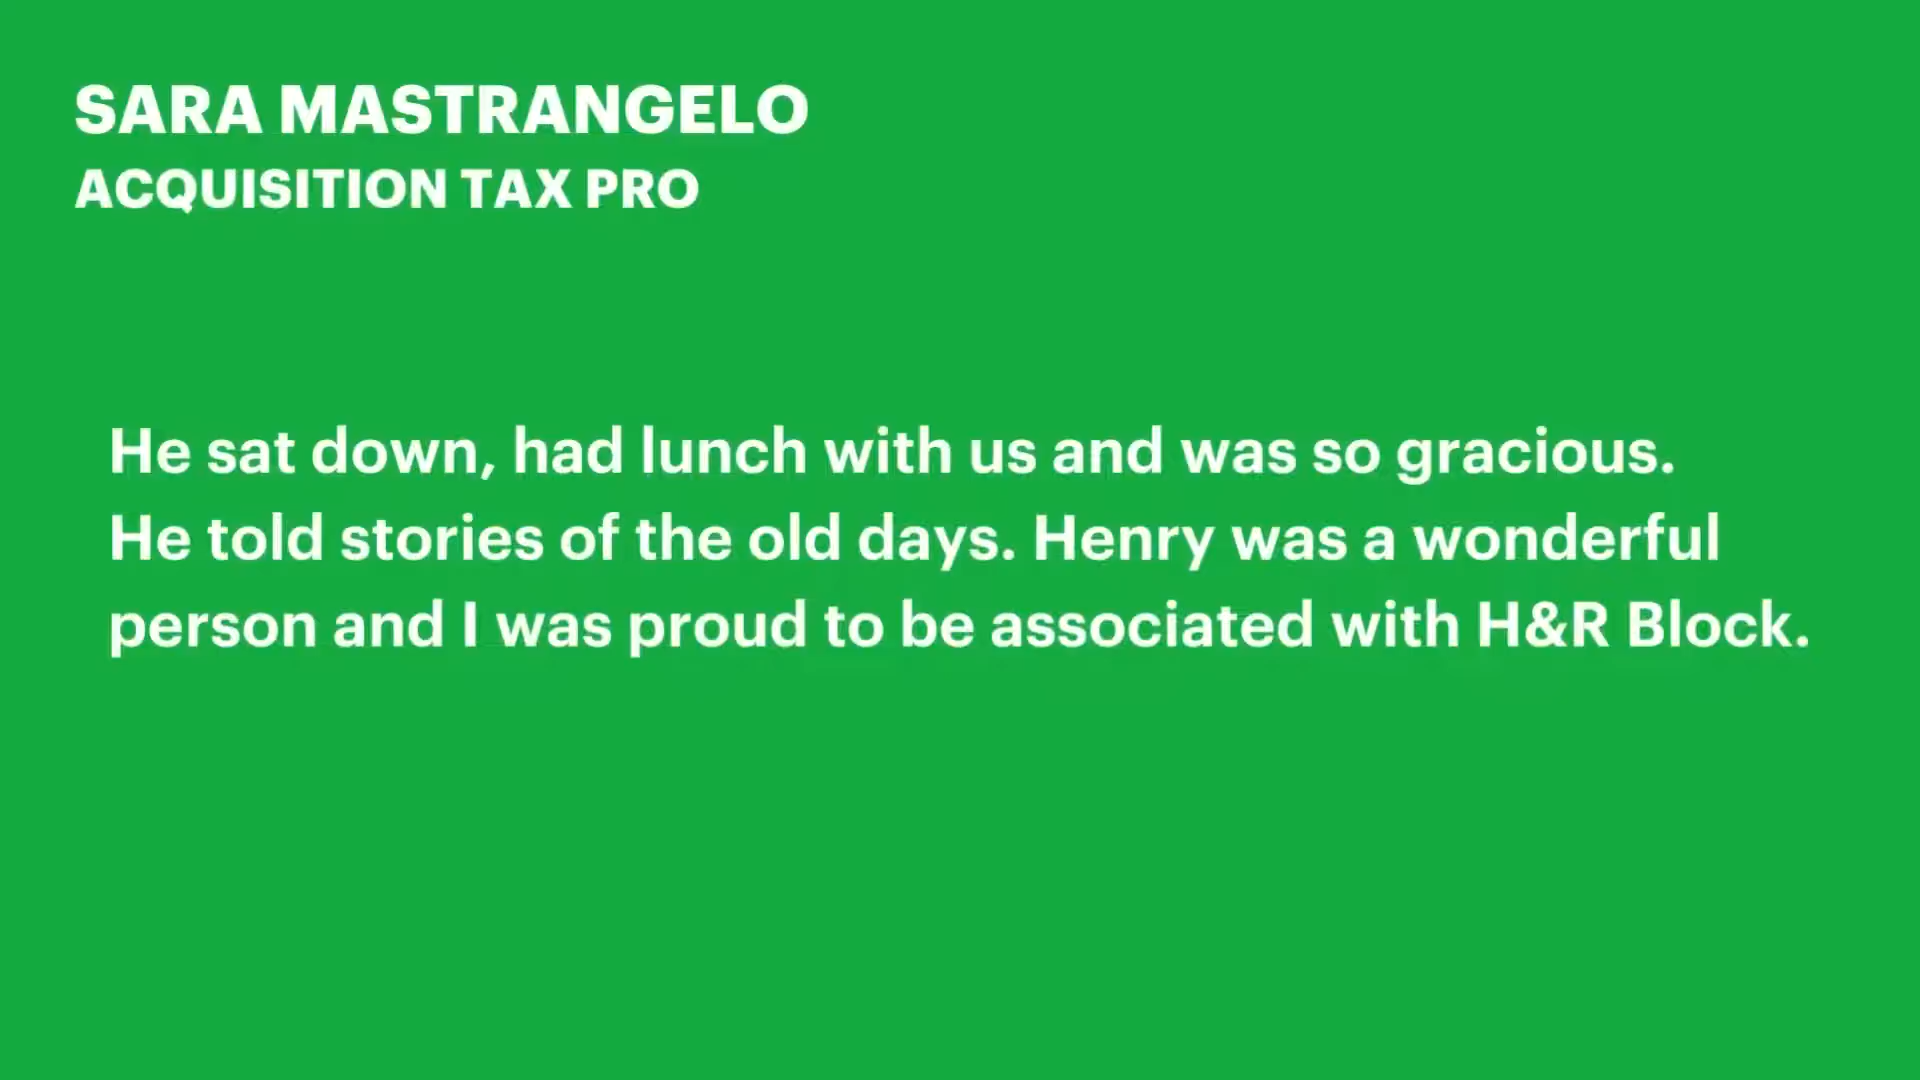 SARA MASTRANGELO
ACQUISITION TAX PRO
He sat down, had lunch with us and was so gracious.
He told stories of the old days. Henry was a wonderful
person and I was proud to be associated with H&R Block.